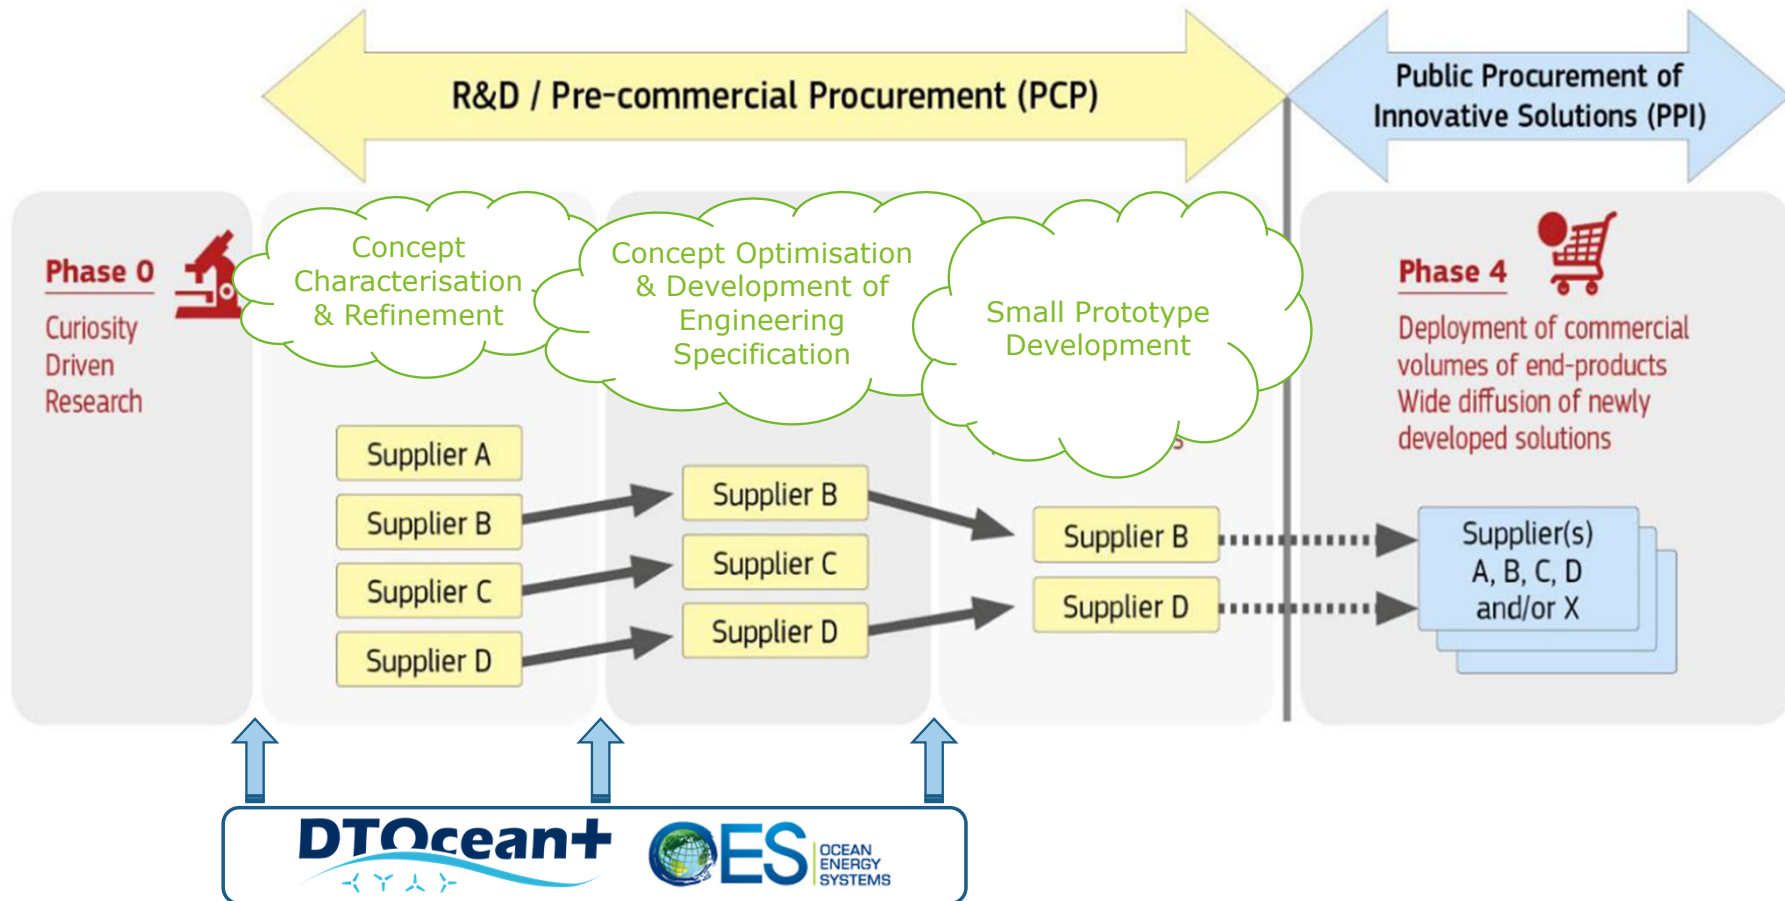 R&D / Pre-commercial Procurement (PCP)
Public Procurement of
Innovative Solutions (PPI)
Phase 0
Curiosity
Driven
Research
Concept
Characterisation
& Refinement
Concept Optimisation
& Development of
Engineering
Specification
Small Prototype
Development
Phase 4
Deployment of commercial
volumes of end-products
Wide diffusion of newly
developed solutions
Supplier A
Supplier B
Supplier C
Supplier D
Supplier B
Supplier C
Supplier D
Supplier B
Supplier D
Supplier(s)
A, B, C, D
and/or X
DTOcean+
OES
OCEAN
ENERGY
SYSTEMS